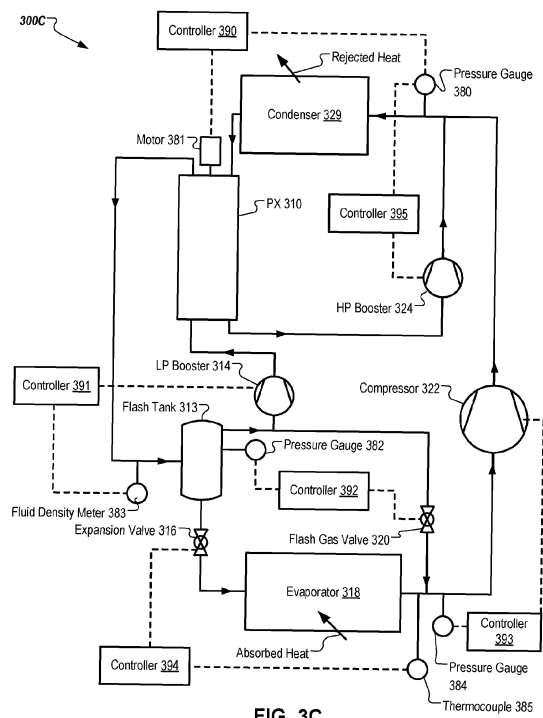 300C
Controller 390
Rejected Heat
Pressure Gauge
380
Condenser 329
Motor 381
PX 310
Controller 395
HP Booster 324
LP Booster 314
Controller 391
Compressor 322
Flash Tank 313
Pressure Gauge 382
Controller 392
Fluid Density Meter 383
Expansion Valve 316
Flash Gas Valve 320
Evaporator 318
Controller
393
Absorbed Heat
Controller 394
Pressure Gauge
384
Thermocouple 385
FIG. 3C